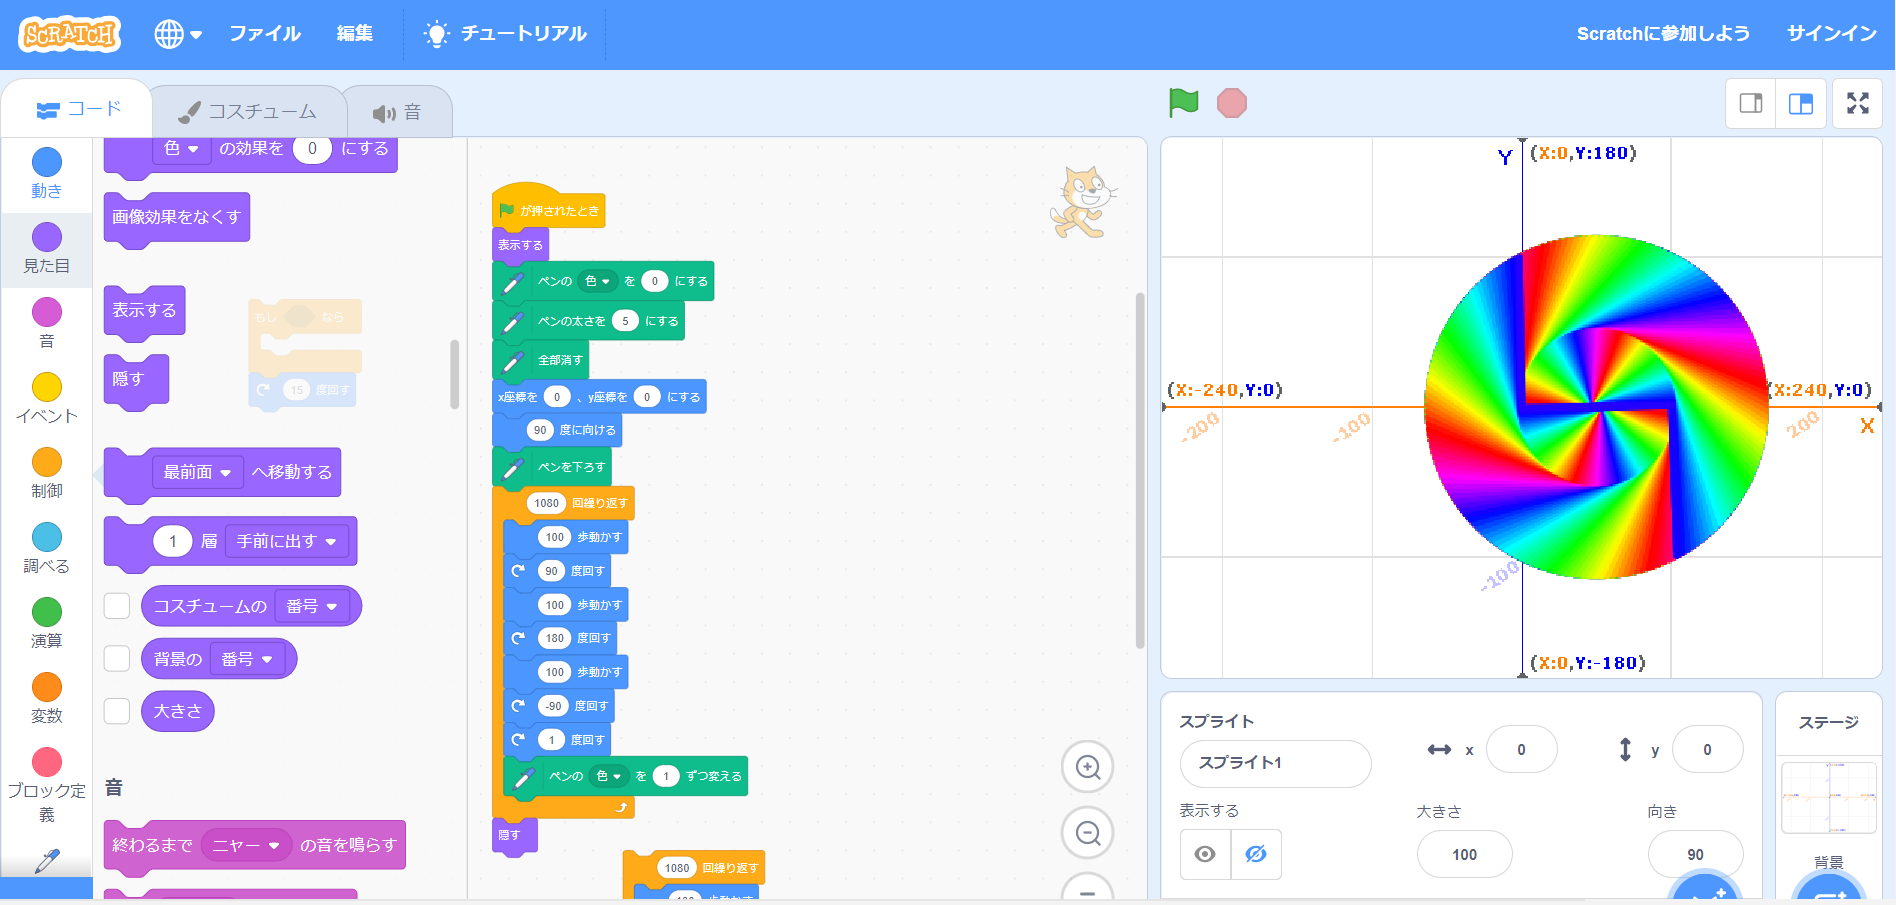 SCRATCH
ファイル
編集
チュートリアル
Scratchに参加しよう
サインイン
コード
コスチューム
音
動き
見た目
音
イベント
制御
調べる
演算
変数
ブロック定義
色 の効果を 0 にする
画像効果をなくす
表示する
隠す
最前面 へ移動する
1 層 手前に出す
コスチュームの 番号
背景の 番号
大きさ
音
終わるまで ニャー の音を鳴らす
もし なら
15 度回す
が押されたとき
表示する
ペンの 色 を 0 にする
ペンの太さを 5 にする
全部消す
x座標を 0 、y座標を 0 にする
90 度に向ける
ペンを下ろす
1080 回繰り返す
100 歩動かす
90 度回す
100 歩動かす
180 度回す
100 歩動かす
-90 度回す
1 度回す
ペンの 色 を 1 ずつ変える
隠す
1080 回繰り返す
100 歩動かす
Y (X:0,Y:180)
(X:-240,Y:0)
(X:240,Y:0)
-200
-100
200
X
-100
(X:0,Y:-180)
スプライト
スプライト1
x 0
y 0
表示する
大きさ
向き
100
90
ステージ
背景